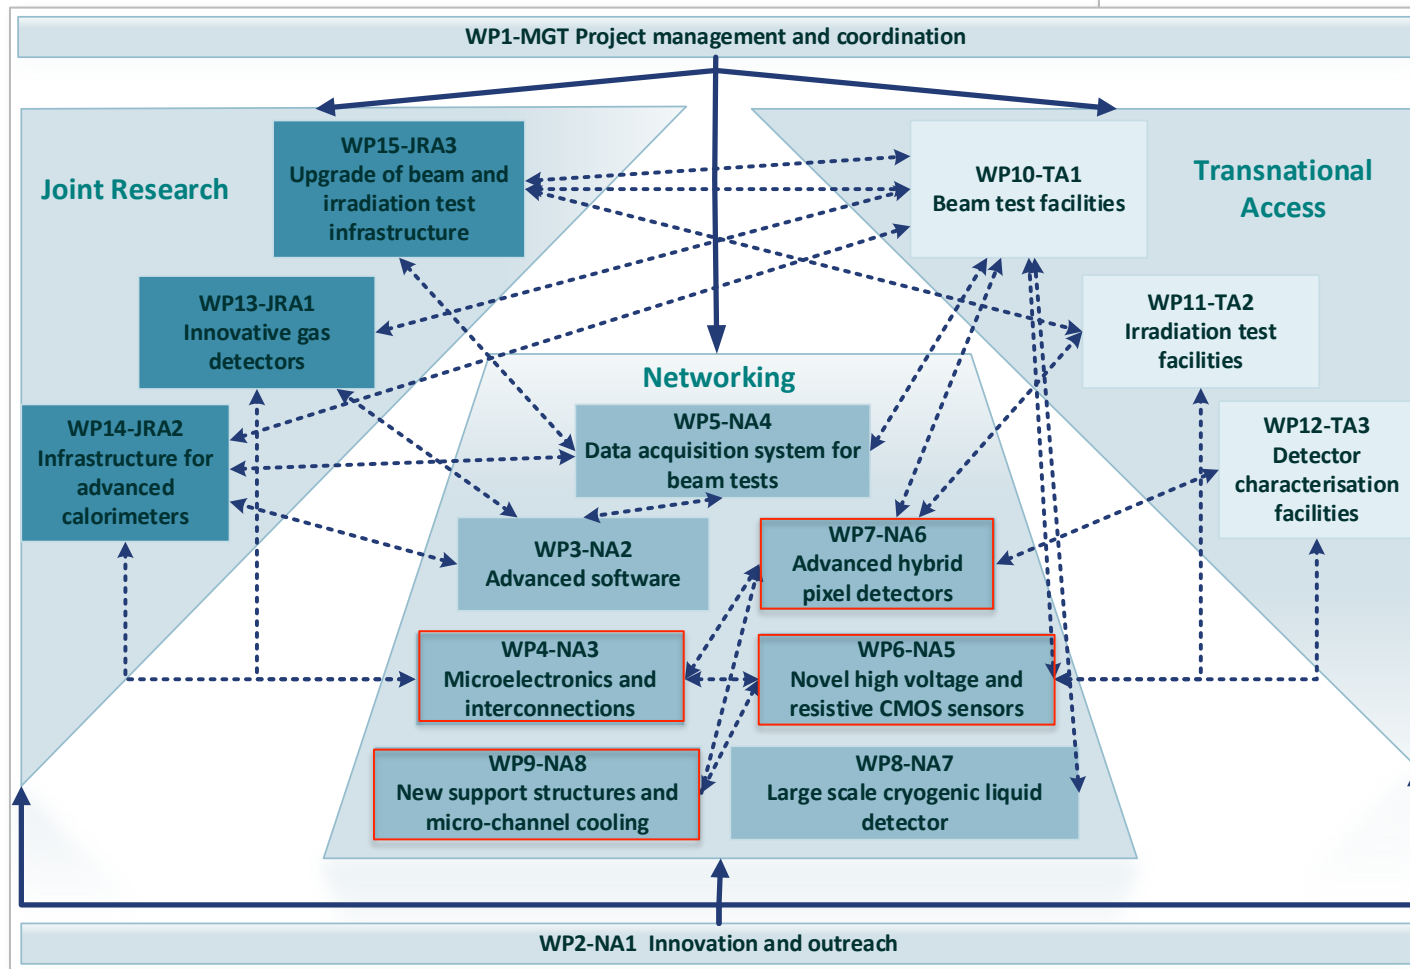 WP1-MGT Project management and coordination
Joint Research
WP15-JRA3
Upgrade of beam and
irradiation test
infrastructure
WP10-TA1
Beam test facilities
Transnational
Access
WP13-JRA1
Innovative gas
detectors
WP11-TA2
Irradiation test
facilities
Networking
WP14-JRA2
Infrastructure for
advanced
calorimeters
WP5-NA4
Data acquisition system for
beam tests
WP12-TA3
Detector
characterisation
facilities
WP3-NA2
Advanced software
WP7-NA6
Advanced hybrid
pixel detectors
WP4-NA3
Microelectronics and
interconnections
WP6-NA5
Novel high voltage and
resistive CMOS sensors
WP9-NA8
New support structures and
micro-channel cooling
WP8-NA7
Large scale cryogenic liquid
detector
WP2-NA1 Innovation and outreach